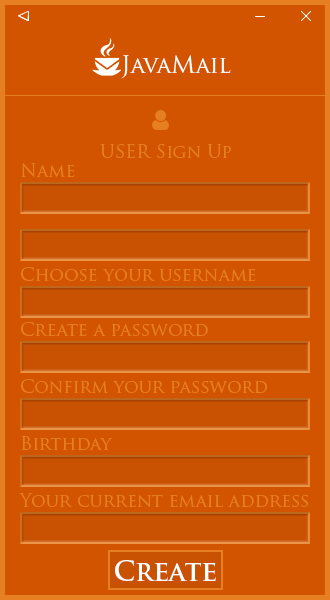 JavaMail
USER Sign Up
Name
Choose your username
Create a password
Confirm your password
Birthday
Your current email address
Create